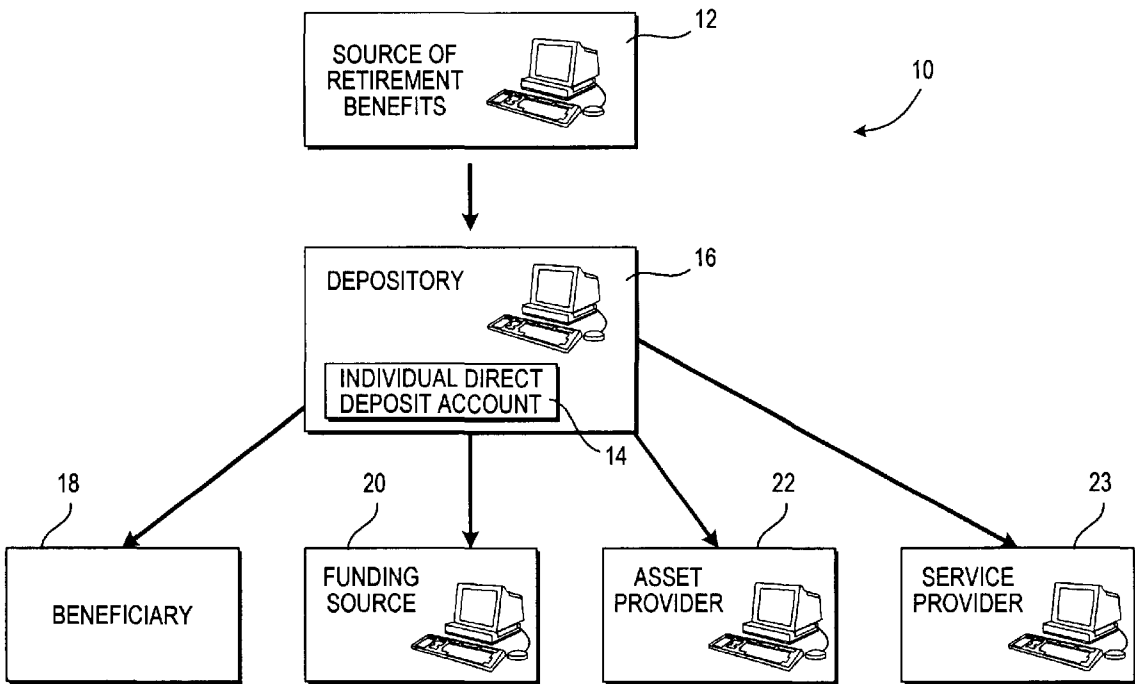 12
SOURCE OF
RETIREMENT
BENEFITS
10
16
DEPOSITORY
INDIVIDUAL DIRECT
DEPOSIT ACCOUNT
14
18
20
22
23
BENEFICIARY
FUNDING
SOURCE
ASSET
PROVIDER
SERVICE
PROVIDER